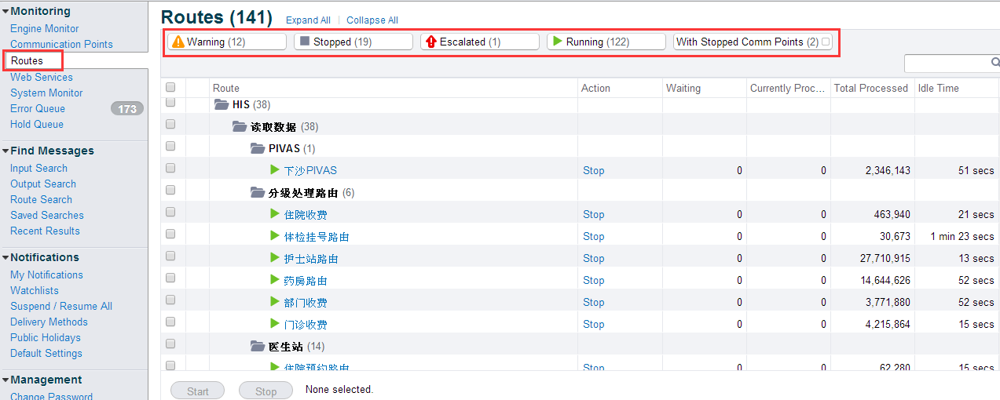 Monitoring
Engine Monitor
Communication Points
Routes
Web Services
System Monitor
Error Queue 173
Hold Queue
Find Messages
Input Search
Output Search
Route Search
Saved Searches
Recent Results
Notifications
My Notifications
Watchlists
Suspend / Resume All
Delivery Methods
Public Holidays
Default Settings
Management
Change Password
Routes (141) Expand All | Collapse All
Warning (12) Stopped (19) Escalated (1) Running (122) With Stopped Comm Points (2)
Route Action Waiting Currently Proc... Total Processed Idle Time
HIS (38)
读取数据 (38)
PIVAS (1)
下沙PIVAS Stop 0 0 2,346,143 51 secs
分级处理路由 (6)
住院收费 Stop 0 0 463,940 21 secs
体检挂号路由 Stop 0 0 30,673 1 min 23 secs
护士站路由 Stop 0 0 27,710,915 13 secs
药房路由 Stop 0 0 14,644,626 52 secs
部门收费 Stop 0 0 3,771,880 52 secs
门诊收费 Stop 0 0 4,215,864 15 secs
医生站 (14)
住院预约路由 Stop 0 0 62,280 15 secs
Start Stop None selected.